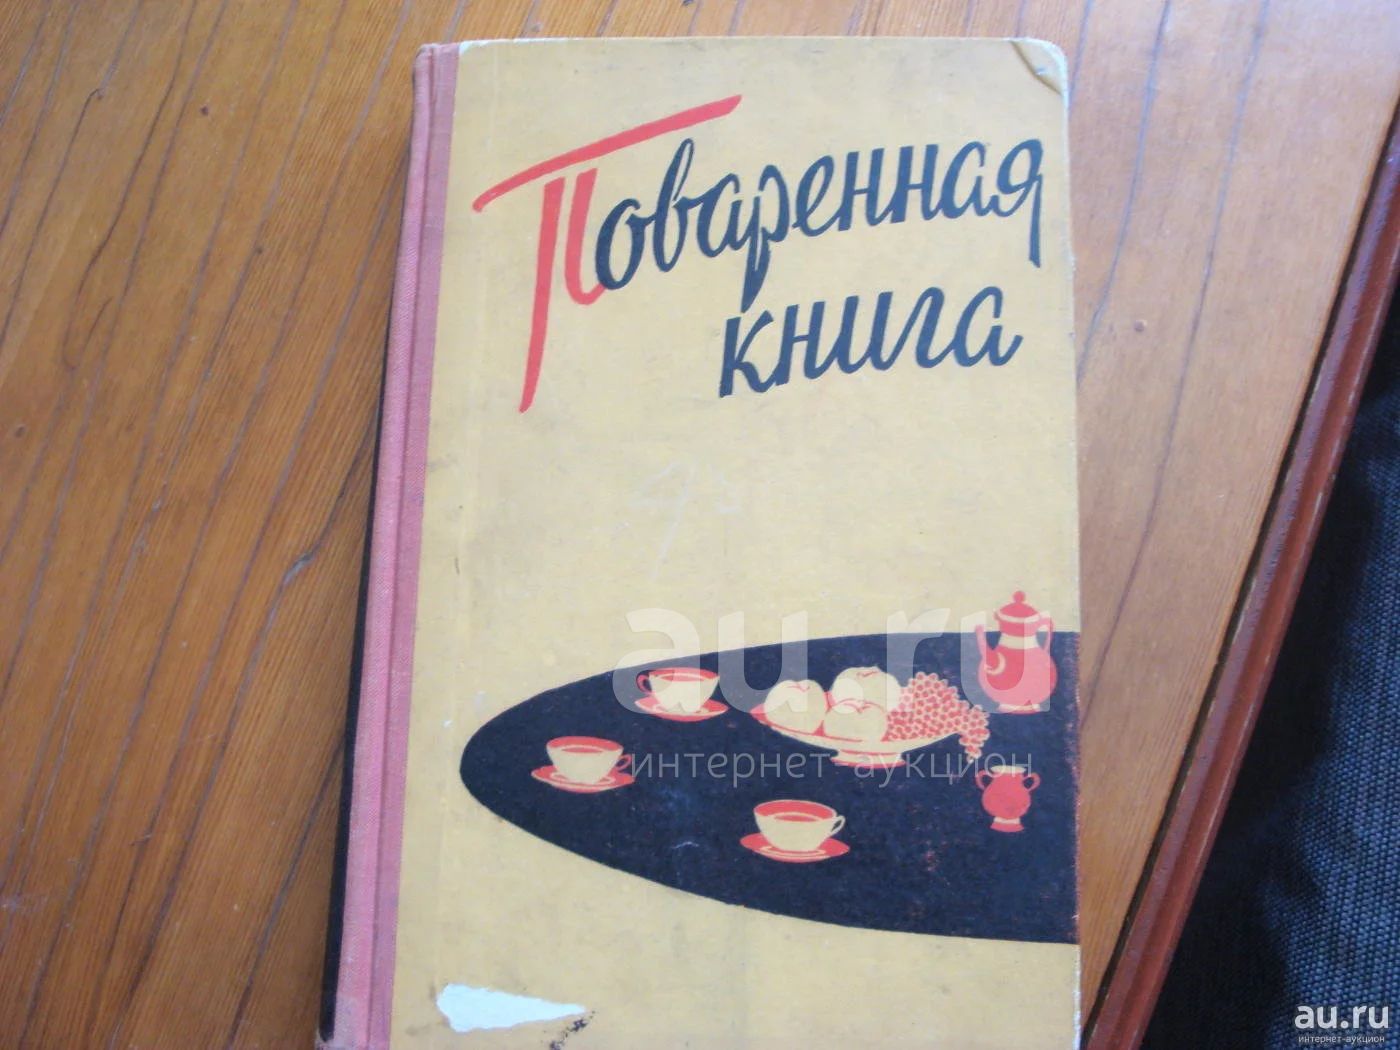 Поваренная
книга
au.ru
интернет-аукцион
au.ru
интернет-аукцион